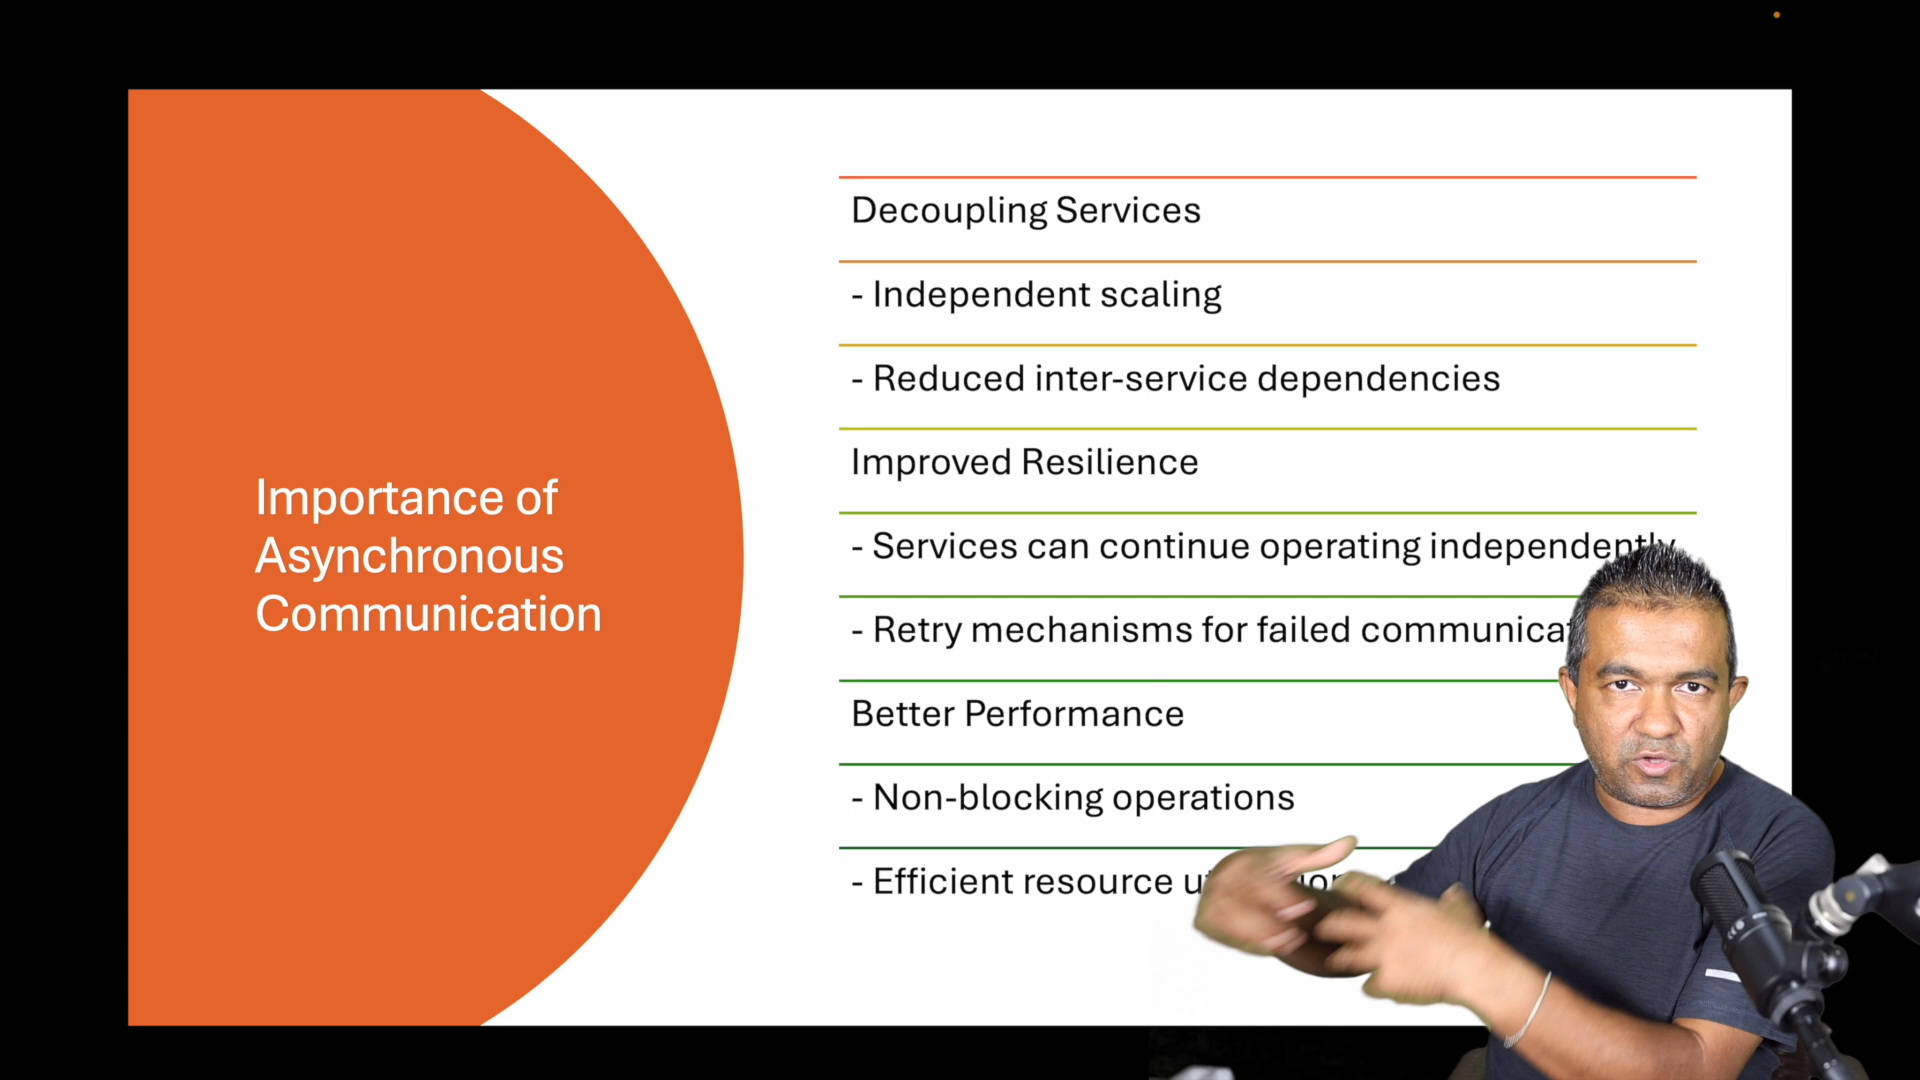 Importance of
Asynchronous
Communication
Decoupling Services
- Independent scaling
- Reduced inter-service dependencies
Improved Resilience
- Services can continue operating independently
- Retry mechanisms for failed
Better Performance
- Non-blocking operations
- Efficient resource